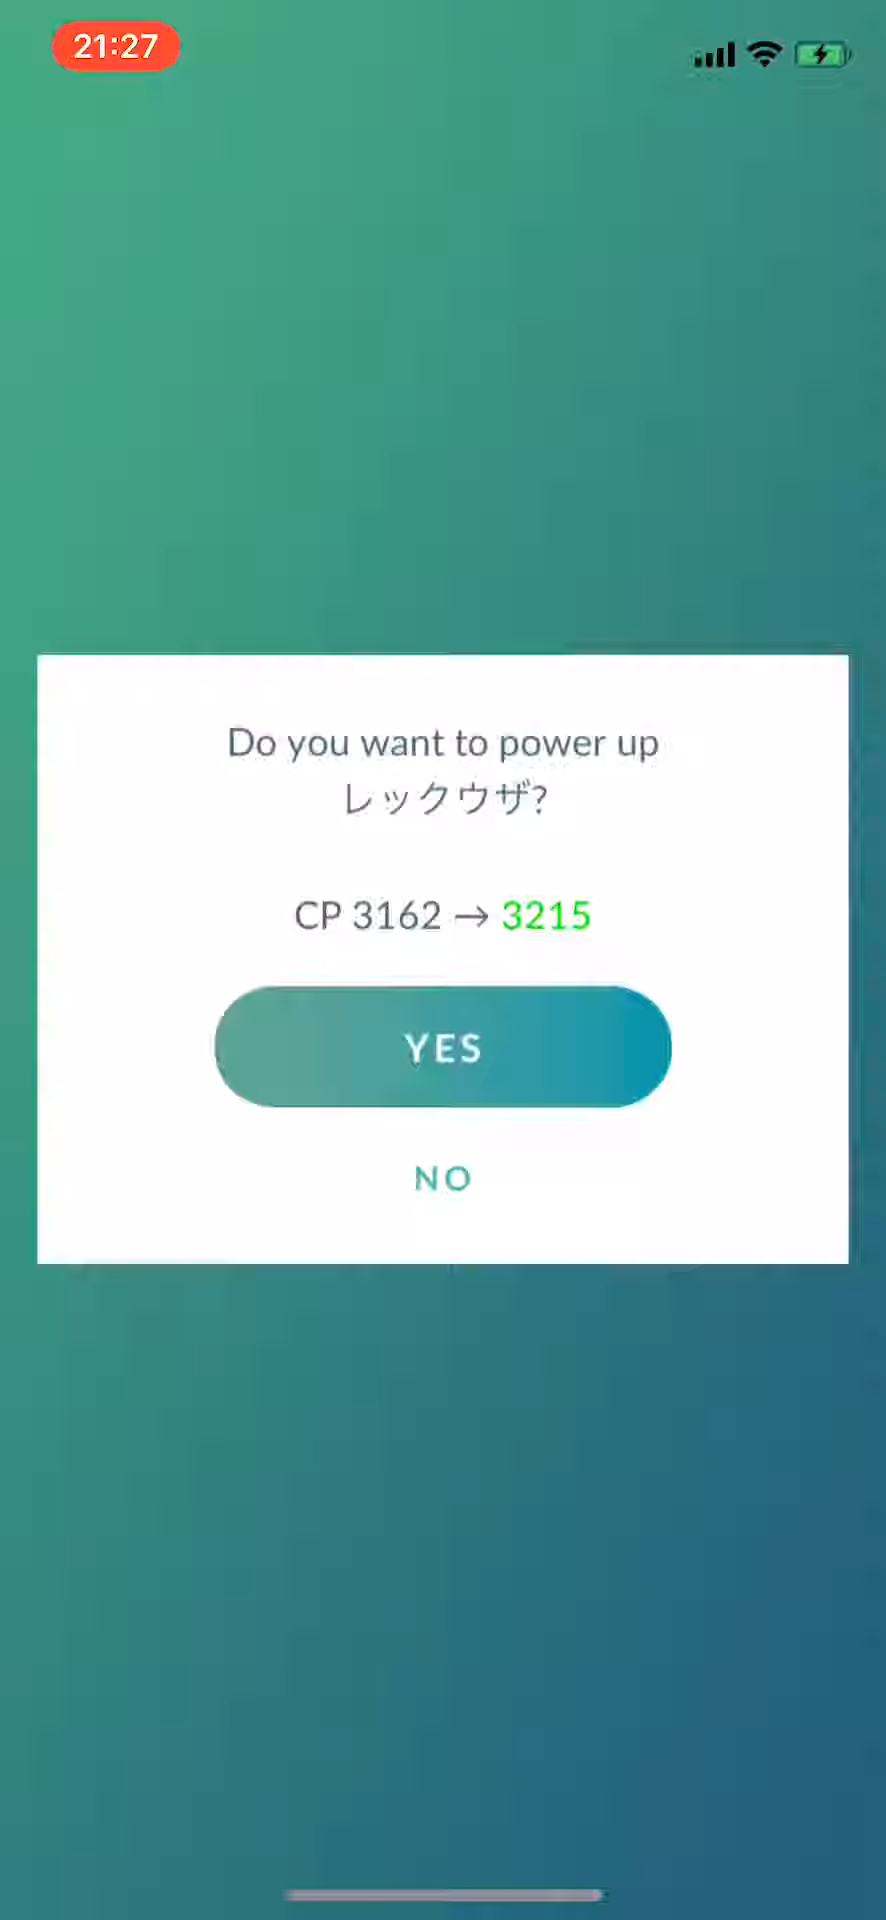 21:27
Do you want to power up
レックウザ?
CP 3162 → 3215
YES
NO